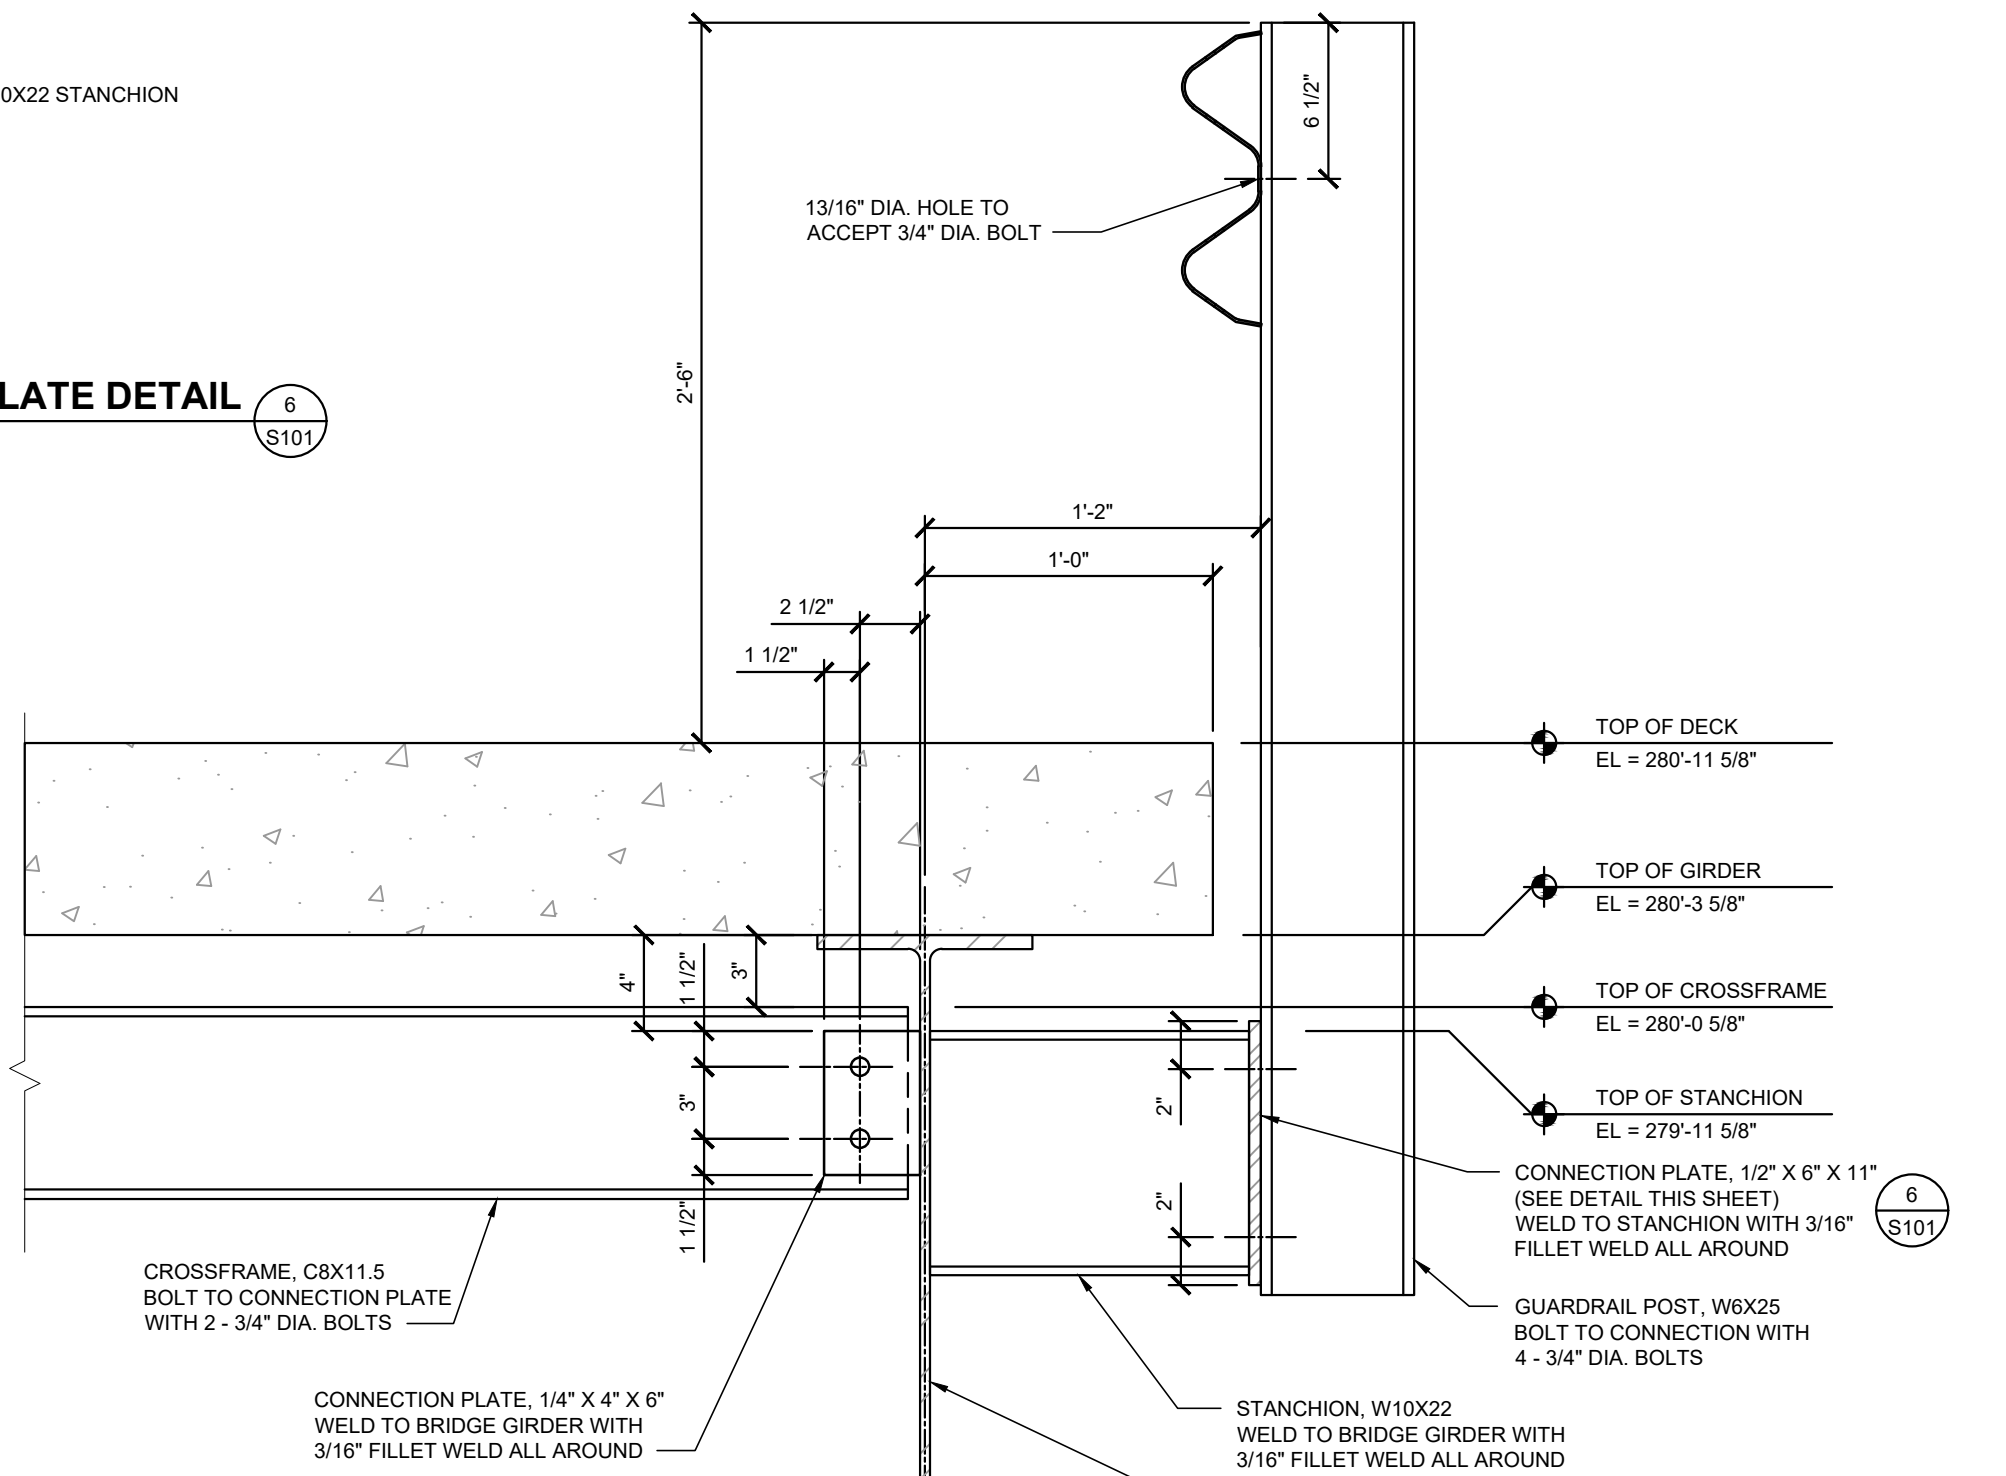 0X22 STANCHION
LATE DETAIL
6
S101
2'-6"
6 1/2"
13/16" DIA. HOLE TO
ACCEPT 3/4" DIA. BOLT
1'-2"
1'-0"
2 1/2"
1 1/2"
TOP OF DECK
EL = 280'-11 5/8"
TOP OF GIRDER
EL = 280'-3 5/8"
TOP OF CROSSFRAME
EL = 280'-0 5/8"
TOP OF STANCHION
EL = 279'-11 5/8"
4"
1 1/2"
3"
3"
1 1/2"
2"
2"
CONNECTION PLATE, 1/2" X 6" X 11"
(SEE DETAIL THIS SHEET)
WELD TO STANCHION WITH 3/16"
FILLET WELD ALL AROUND
6
S101
GUARDRAIL POST, W6X25
BOLT TO CONNECTION WITH
4 - 3/4" DIA. BOLTS
CROSSFRAME, C8X11.5
BOLT TO CONNECTION PLATE
WITH 2 - 3/4" DIA. BOLTS
CONNECTION PLATE, 1/4" X 4" X 6"
WELD TO BRIDGE GIRDER WITH
3/16" FILLET WELD ALL AROUND
STANCHION, W10X22
WELD TO BRIDGE GIRDER WITH
3/16" FILLET WELD ALL AROUND